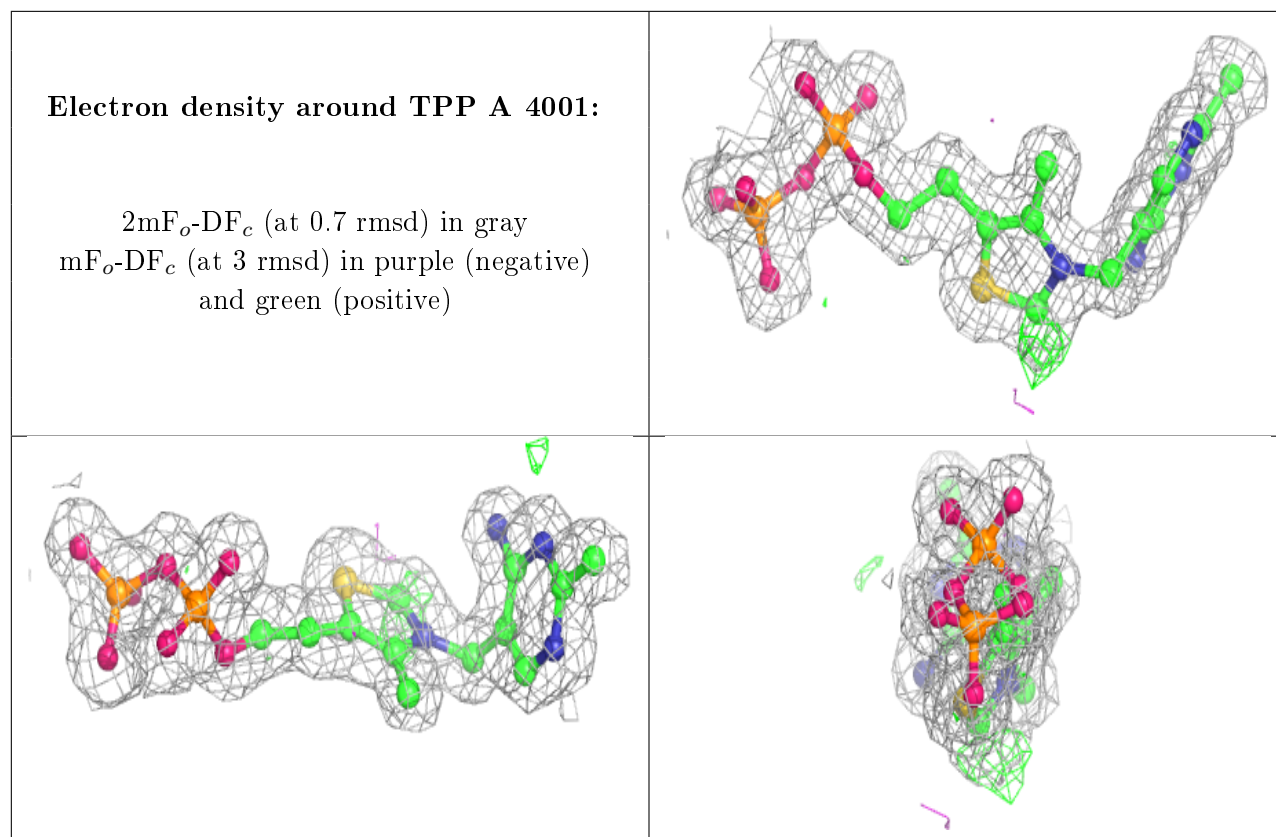 Electron density around TPP A 4001:
2mFₒ-DF𝒸 (at 0.7 rmsd) in gray
mFₒ-DF𝒸 (at 3 rmsd) in purple (negative)
and green (positive)